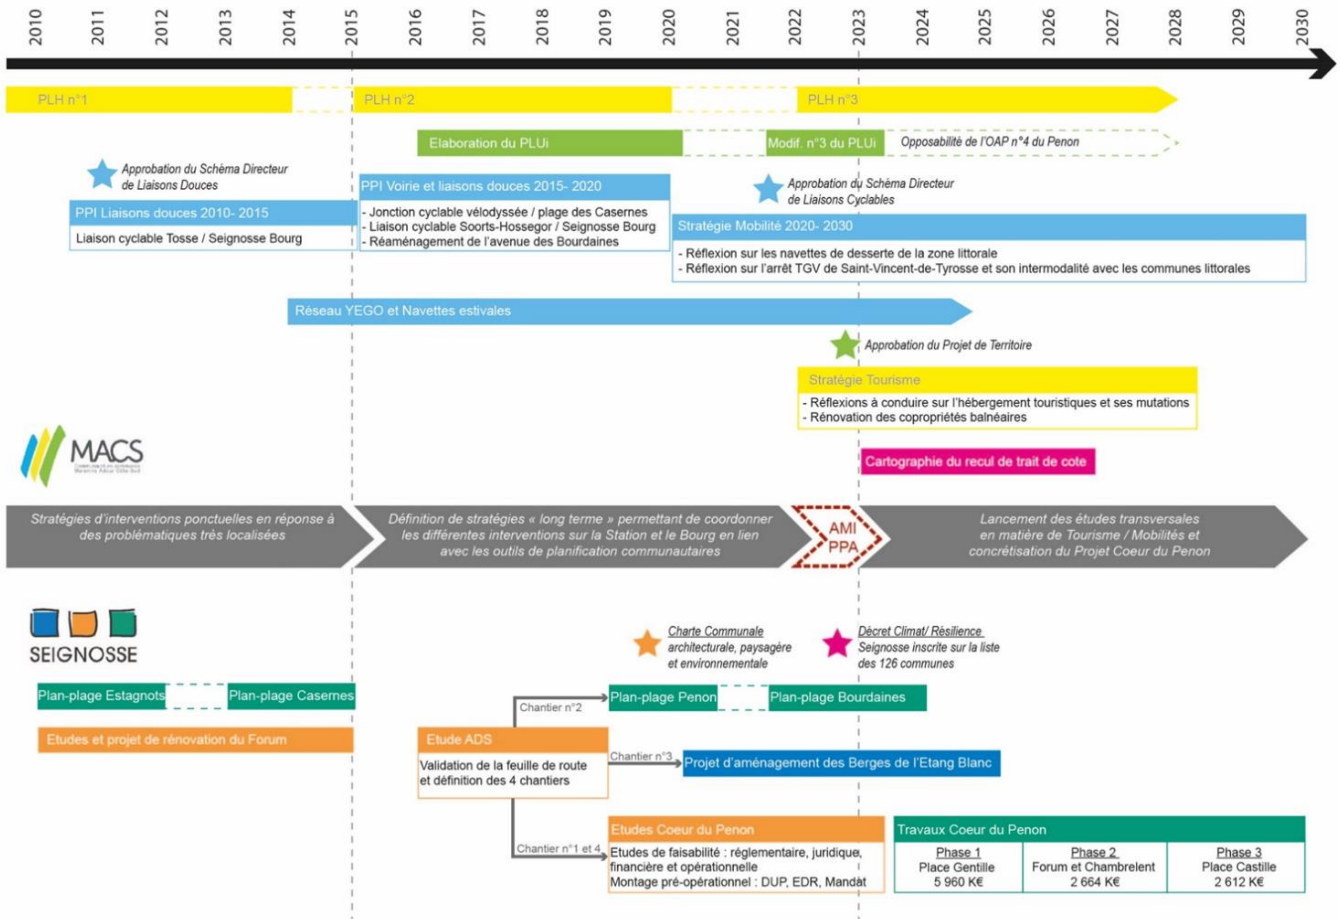 2010 2011 2012 2013 2014 2015 2016 2017 2018 2019 2020 2021 2022 2023 2024 2025 2026 2027 2028 2029 2030
PLH n°1
PLH n°2
PLH n°3
Elaboration du PLUi
Modif. n°3 du PLUi
Opposabilité de l'OAP n°4 du Penon
Approbation du Schéma Directeur
de Liaisons Douces
PPI Liaisons douces 2010- 2015
Liaison cyclable Tosse / Seignosse Bourg
PPI Voirie et liaisons douces 2015- 2020
- Jonction cyclable vélodyssée / plage des Casernes
- Liaison cyclable Soorts-Hossegor / Seignosse Bourg
- Réaménagement de l'avenue des Bourdaines
Approbation du Schéma Directeur
de Liaisons Cyclables
Stratégie Mobilité 2020- 2030
- Réflexion sur les navettes de desserte de la zone littorale
- Réflexion sur l'arrêt TGV de Saint-Vincent-de-Tyrosse et son intermodalité avec les communes littorales
Réseau YEGO et Navettes estivales
Approbation du Projet de Territoire
Stratégie Tourisme
- Réflexions à conduire sur l'hébergement touristiques et ses mutations
- Rénovation des copropriétés balnéaires
MACS
Cartographie du recul de trait de cote
Stratégies d'interventions ponctuelles en réponse à
des problématiques très localisées
Définition de stratégies « long terme » permettant de coordonner
les différentes interventions sur la Station et le Bourg en lien
avec les outils de planification communautaires
AMI
PPA
Lancement des études transversales
en matière de Tourisme / Mobilités et
concrétisation du Projet Coeur du Penon
SEIGNOSSE
Charte Communale
architecturale, paysagère
et environnementale
Décret Climat/ Résilience
Seignosse inscrite sur la liste
des 126 communes
Plan-plage Estagnots
Plan-plage Casernes
Chantier n°2
Plan-plage Penon
Plan-plage Bourdaines
Etudes et projet de rénovation du Forum
Etude ADS
Validation de la feuille de route
et définition des 4 chantiers
Chantier n°3
Projet d'aménagement des Berges de l'Etang Blanc
Chantier n°1 et 4
Etudes Coeur du Penon
Etudes de faisabilité : réglementaire, juridique,
financière et opérationnelle
Montage pré-opérationnel : DUP, EDR, Mandat
Travaux Coeur du Penon
Phase 1
Place Gentille
5 960 K€
Phase 2
Forum et Chambrelent
2 664 K€
Phase 3
Place Castille
2 612 K€